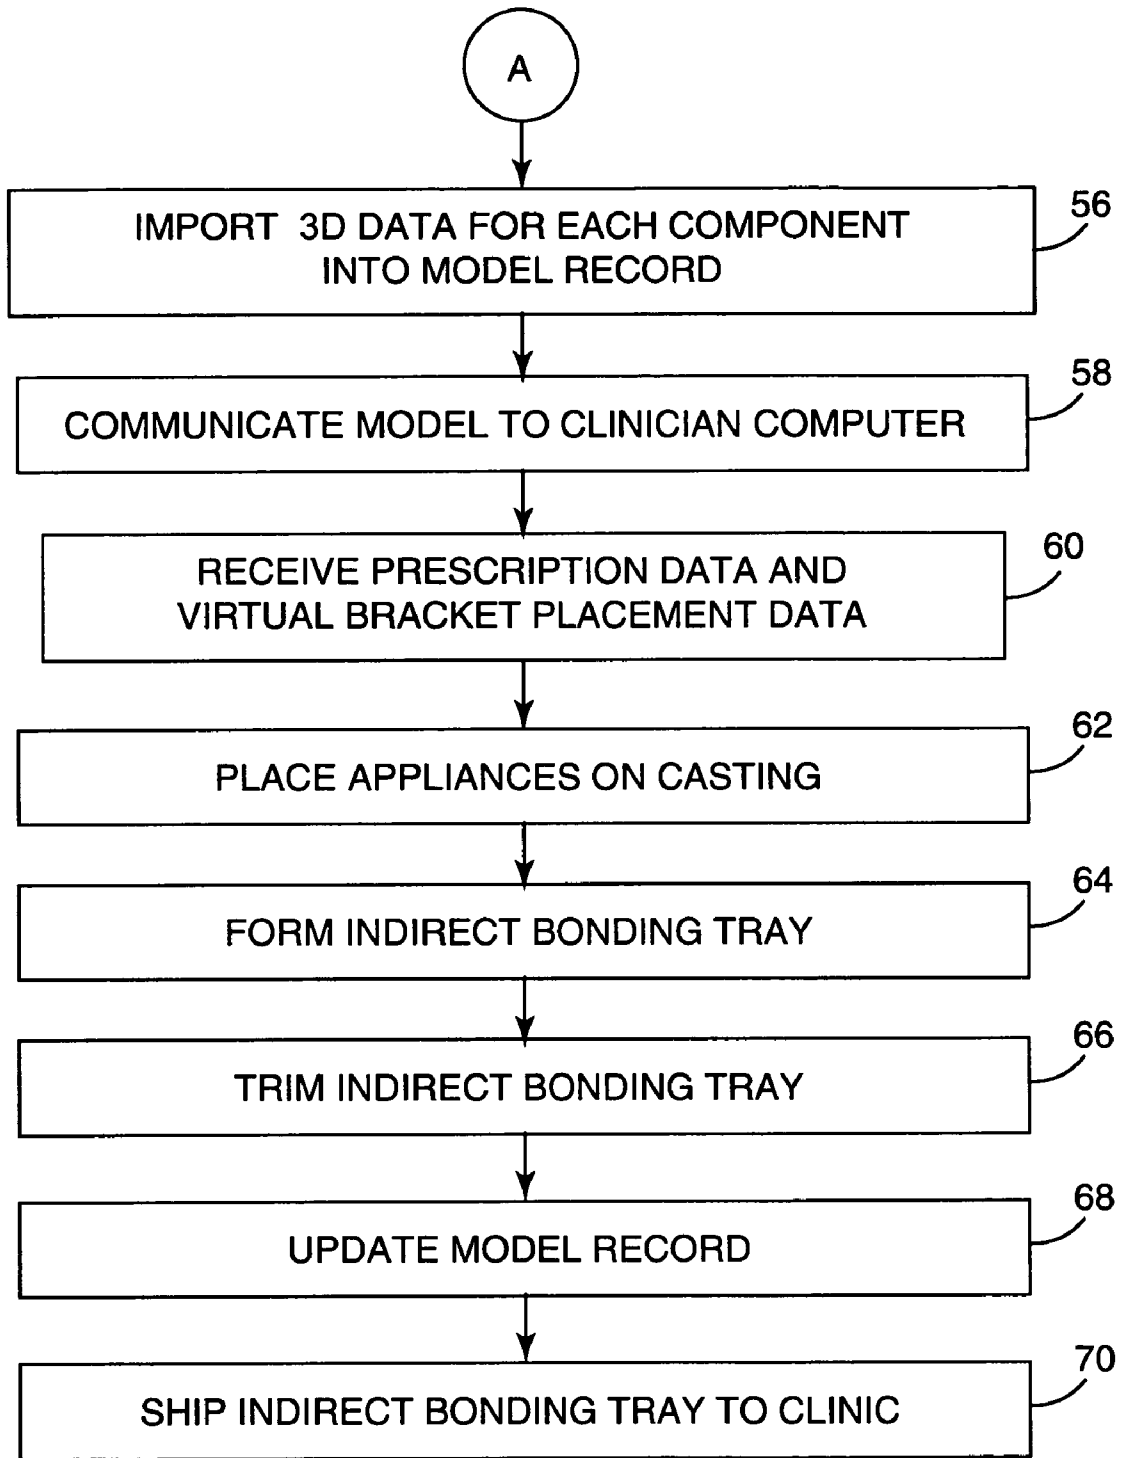 A
IMPORT 3D DATA FOR EACH COMPONENT
INTO MODEL RECORD
56
COMMUNICATE MODEL TO CLINICIAN COMPUTER
58
RECEIVE PRESCRIPTION DATA AND
VIRTUAL BRACKET PLACEMENT DATA
60
PLACE APPLIANCES ON CASTING
62
FORM INDIRECT BONDING TRAY
64
TRIM INDIRECT BONDING TRAY
66
UPDATE MODEL RECORD
68
SHIP INDIRECT BONDING TRAY TO CLINIC
70